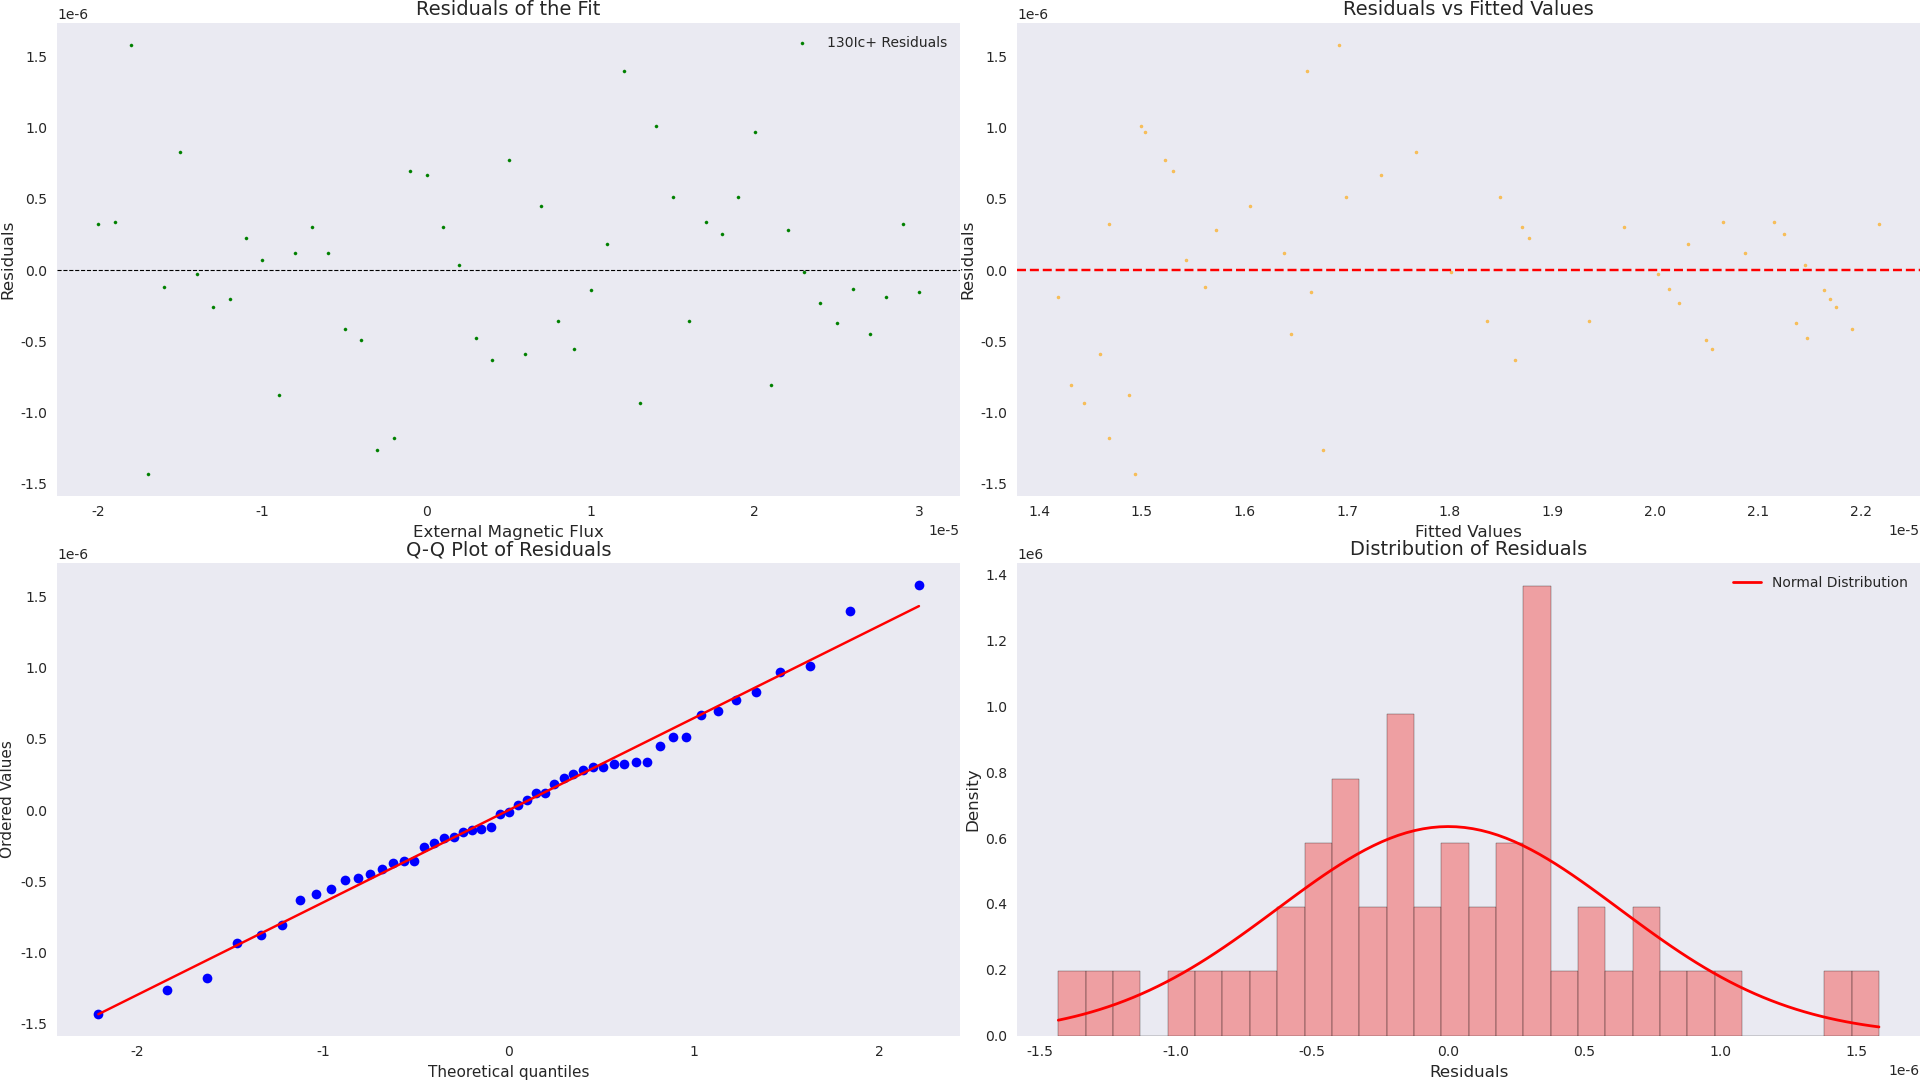 Residuals of the Fit
1e-6
130Ic+ Residuals
1.5
1.0
0.5
0.0
-0.5
-1.0
-1.5
Residuals
-2
-1
0
1
2
3
1e-5
External Magnetic Flux
Residuals vs Fitted Values
1e-6
1.5
1.0
0.5
0.0
-0.5
-1.0
-1.5
Residuals
1.4
1.5
1.6
1.7
1.8
1.9
2.0
2.1
2.2
1e-5
Fitted Values
Q-Q Plot of Residuals
1e-6
1.5
1.0
0.5
0.0
-0.5
-1.0
-1.5
Ordered Values
-2
-1
0
1
2
Theoretical quantiles
Distribution of Residuals
1e6
Normal Distribution
1.4
1.2
1.0
0.8
0.6
0.4
0.2
0.0
Density
-1.5
-1.0
-0.5
0.0
0.5
1.0
1.5
1e-6
Residuals